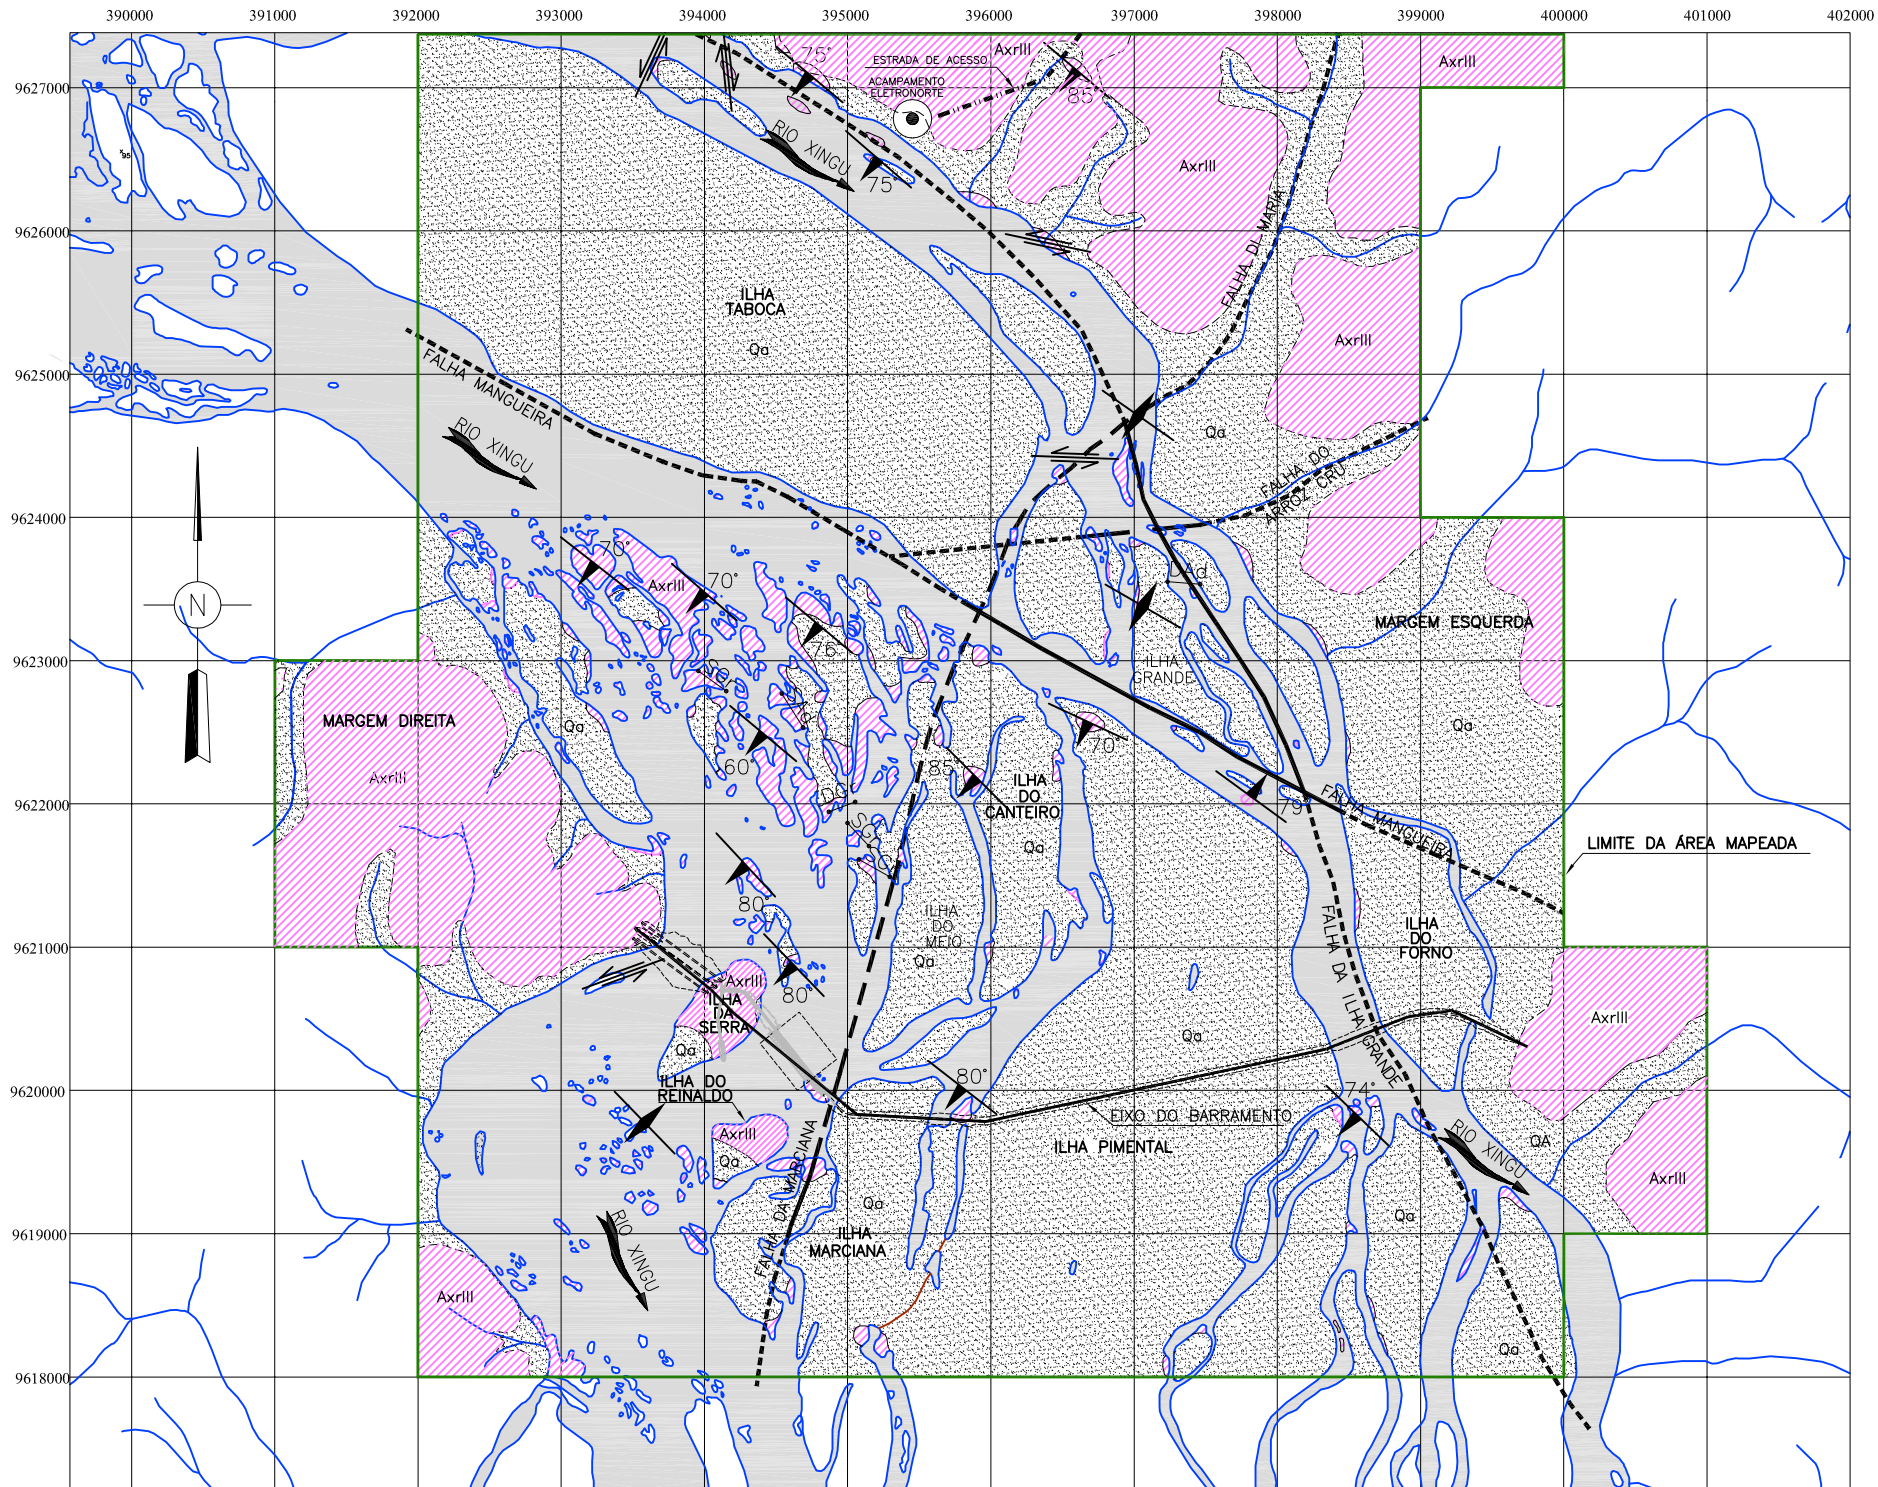 390000 391000 392000 393000 394000 395000 396000 397000 398000 399000 400000 401000 402000
AxrIII
ESTRADA DE ACESSO
AxrIII
75°
ACAMPAMENTO
ELETRONORTE
9627000
85
RIO XINGU
95
AxrIII
75°
FALHA DI MARIA
9626000
ILHA
TABOCA
Qa
AxrIII
9625000
FALHA MANGUEIRA
RIO XINGU
Qa
FALHA DO
ARROZ CRU
9624000
70°
AxrIII
70°
DAd
N
MARGEM ESQUERDA
76°
9623000
ILHA
GRANDE
SGr
MARGEM DIREITA
Qa
Qa
60°
85°
70°
AxrIII
ILHA
DO
CANTEIRO
79°
9622000
FALHA MANGUEIRA
SGr
Qa
LIMITE DA ÁREA MAPEADA
80
ILHA
DO
MEIO
Qa
FALHA DA ILHA GRANDE
ILHA
DO
FORNO
9621000
AxrIII
80
ILHA
DA
SERRA
Qa
Qa
AxrIII
9620000
ILHA DO
REINALDO
80°
74°
EIXO DO BARRAMENTO
AxrIII
ILHA PIMENTAL
QA
RIO XINGU
Qa
AxrIII
FALHA DA MARCIANA
Qa
Qa
9619000
ILHA
MARCIANA
RIO XINGU
AxrIII
Qa
9618000